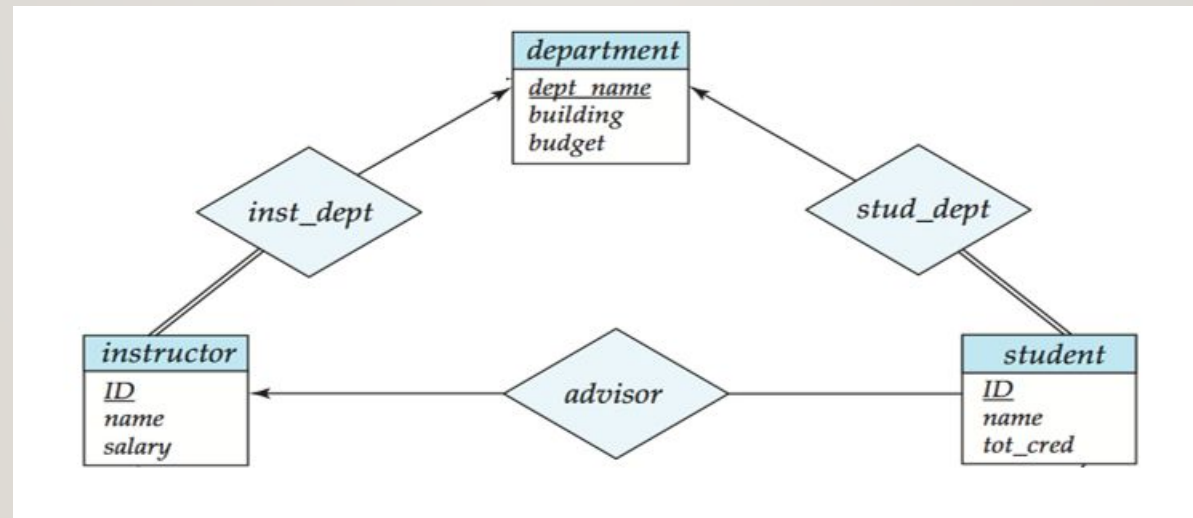 department
dept_name
building
budget
inst_dept
stud_dept
instructor
ID
name
salary
advisor
student
ID
name
tot_cred